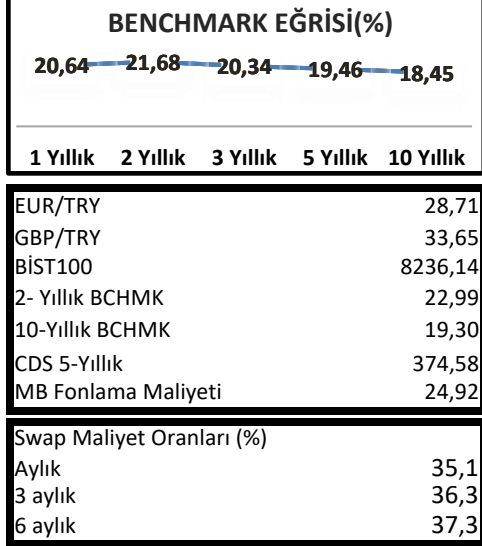 BENCHMARK EĞRİSİ(%)
20,64 21,68 20,34 19,46 18,45
1 Yıllık 2 Yıllık 3 Yıllık 5 Yıllık 10 Yıllık
EUR/TRY 28,71
GBP/TRY 33,65
BİST100 8236,14
2- Yıllık BCHMK 22,99
10-Yıllık BCHMK 19,30
CDS 5-Yıllık 374,58
MB Fonlama Maliyeti 24,92
Swap Maliyet Oranları (%)
Aylık 35,1
3 aylık 36,3
6 aylık 37,3